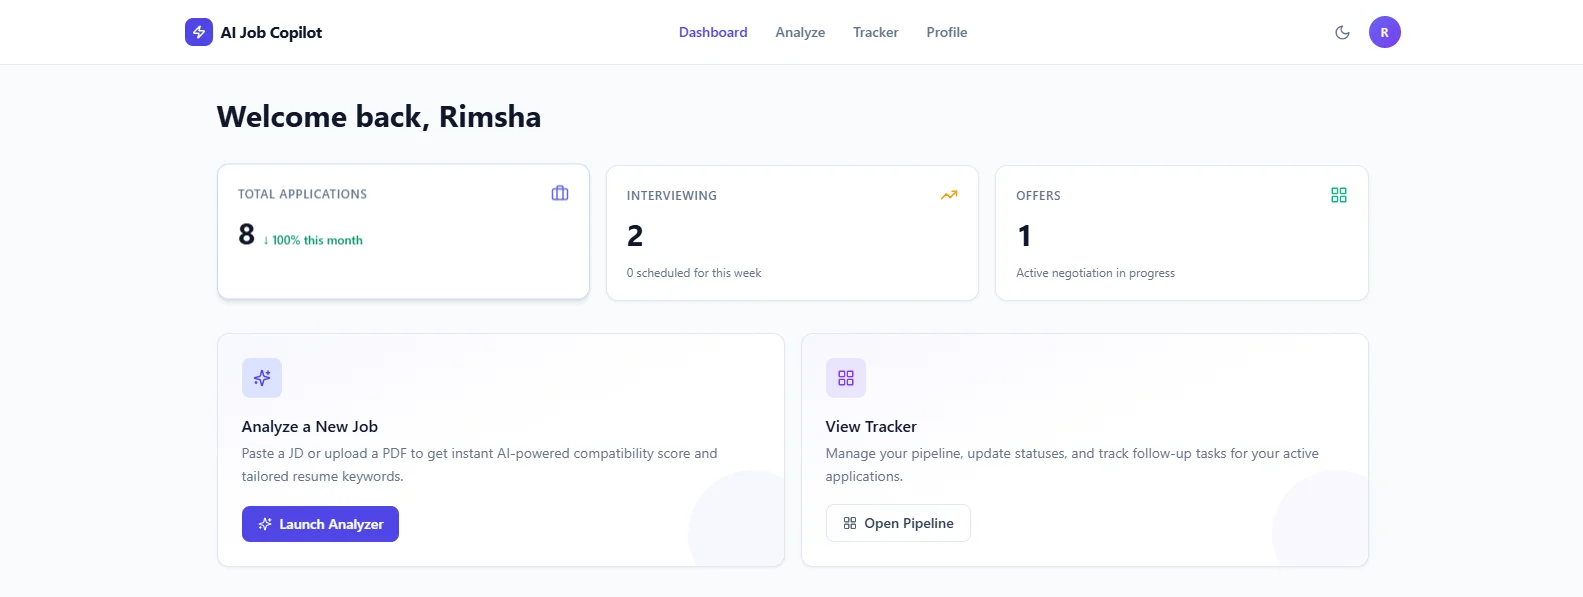 AI Job Copilot
Dashboard
Analyze
Tracker
Profile
R
Welcome back, Rimsha
TOTAL APPLICATIONS
8 ↓ 100% this month
INTERVIEWING
2
0 scheduled for this week
OFFERS
1
Active negotiation in progress
Analyze a New Job
Paste a JD or upload a PDF to get instant AI-powered compatibility score and
tailored resume keywords.
Launch Analyzer
View Tracker
Manage your pipeline, update statuses, and track follow-up tasks for your active
applications.
Open Pipeline